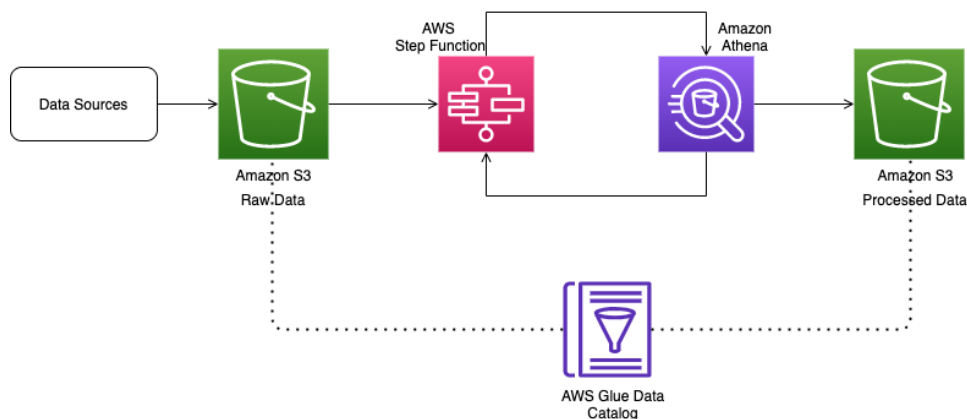 AWS
Step Function
Amazon
Athena
Data Sources
Amazon S3
Raw Data
Amazon S3
Processed Data
AWS Glue Data
Catalog